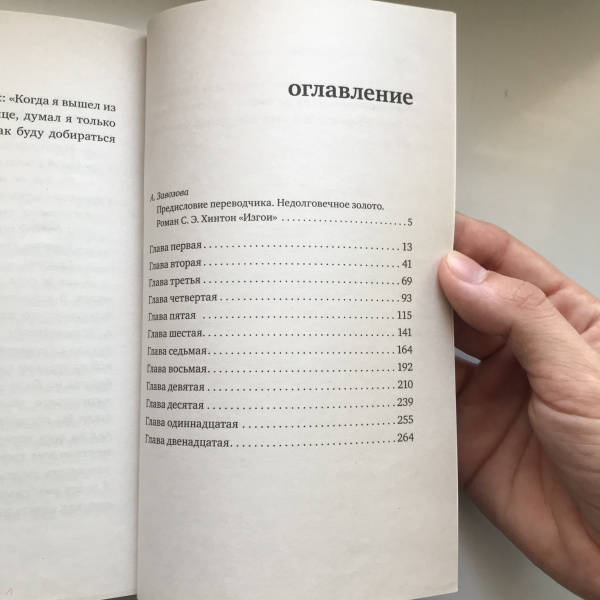 : «Когда я вышел из
це, думал я только
ак буду добираться
оглавление
А. Завозова
Предисловие переводчика. Недолговечное золото.
Роман С. Э. Хинтон «Изгои» 5
Глава первая 13
Глава вторая 41
Глава третья 69
Глава четвертая 93
Глава пятая 115
Глава шестая 141
Глава седьмая 164
Глава восьмая 192
Глава девятая 210
Глава десятая 239
Глава одиннадцатая 255
Глава двенадцатая 264